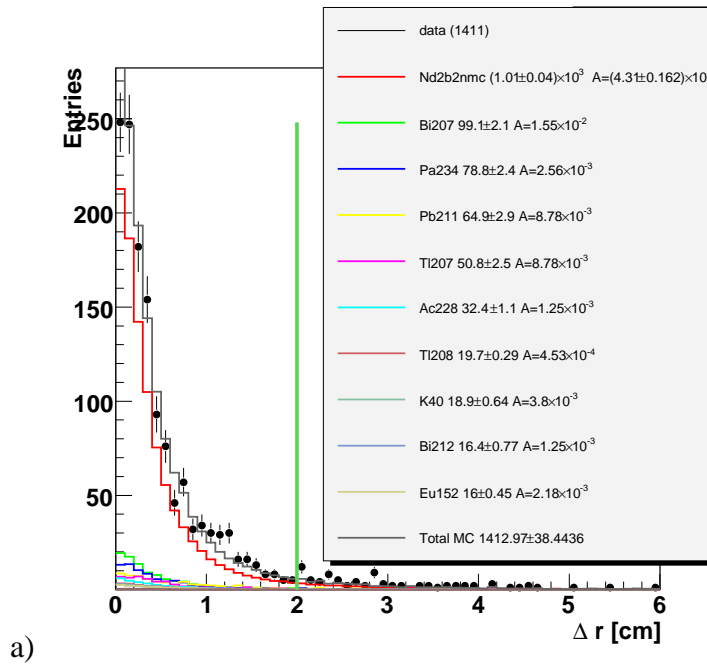 data (1411)
Nd2b2nmc (1.01±0.04)×10³ A=(4.31±0.162)×10
Bi207 99.1±2.1 A=1.55×10⁻²
Pa234 78.8±2.4 A=2.56×10⁻³
Pb211 64.9±2.9 A=8.78×10⁻³
Tl207 50.8±2.5 A=8.78×10⁻³
Ac228 32.4±1.1 A=1.25×10⁻³
Tl208 19.7±0.29 A=4.53×10⁻⁴
K40 18.9±0.64 A=3.8×10⁻³
Bi212 16.4±0.77 A=1.25×10⁻³
Eu152 16±0.45 A=2.18×10⁻³
Total MC 1412.97±38.4436
Entries
250
200
150
100
50
0 1 2 3 4 5 6
Δ r [cm]
a)